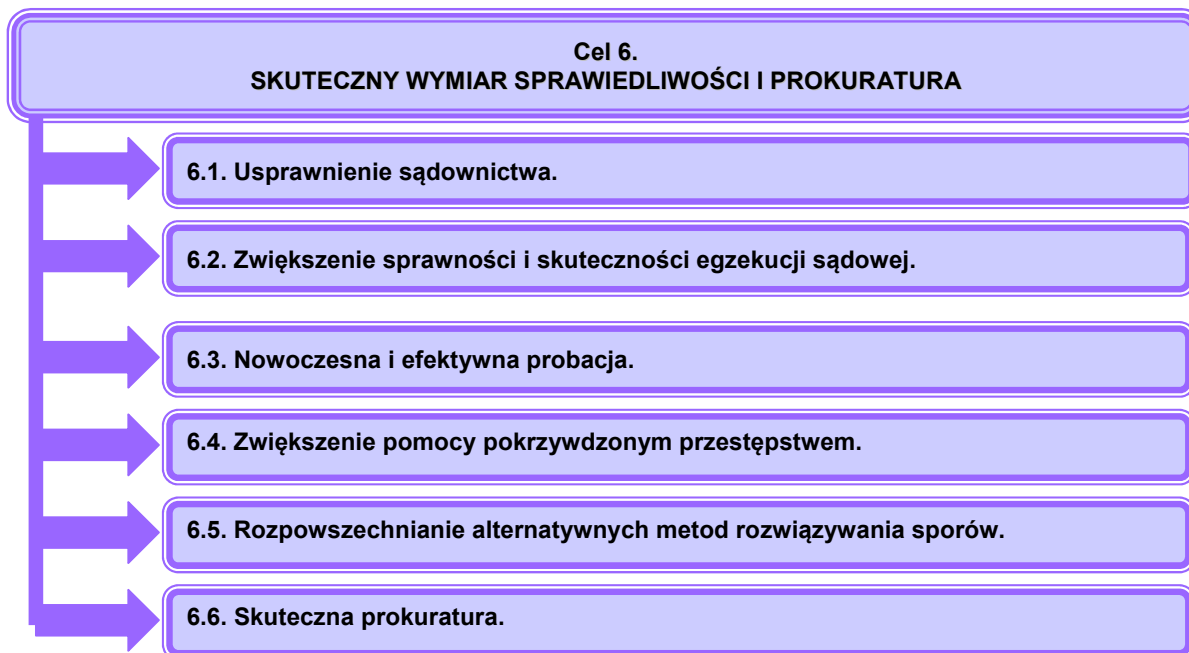 Cel 6.
SKUTECZNY WYMIAR SPRAWIEDLIWOŚCI I PROKURATURA
6.1. Usprawnienie sądownictwa.
6.2. Zwiększenie sprawności i skuteczności egzekucji sądowej.
6.3. Nowoczesna i efektywna probacja.
6.4. Zwiększenie pomocy pokrzywdzonym przestępstwem.
6.5. Rozpowszechnianie alternatywnych metod rozwiązywania sporów.
6.6. Skuteczna prokuratura.